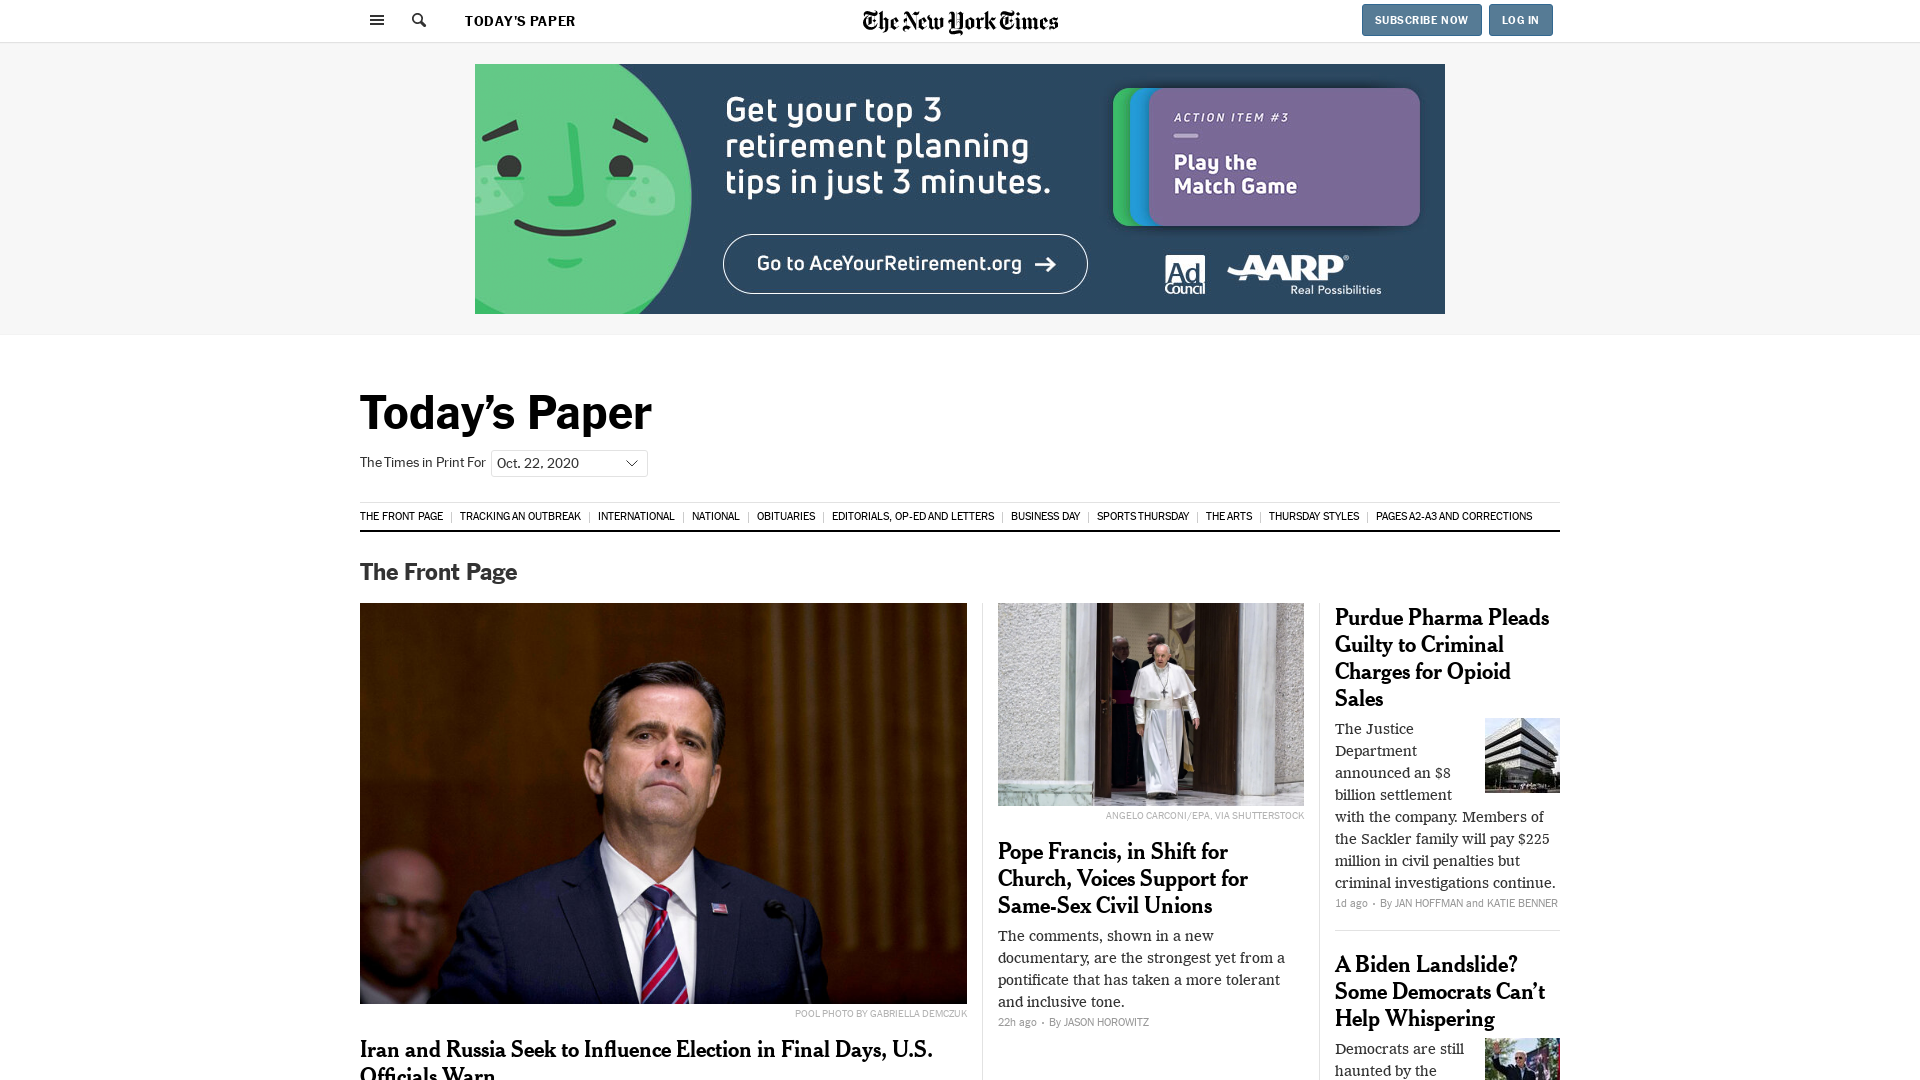 TODAY'S PAPER
The New York Times
SUBSCRIBE NOW
LOG IN
Get your top 3
retirement planning
tips in just 3 minutes.
Go to AceYourRetirement.org →
ACTION ITEM #3
Play the
Match Game
Ad
Council
AARP®
Real Possibilities
Today’s Paper
The Times in Print For
Oct. 22, 2020
THE FRONT PAGE | TRACKING AN OUTBREAK | INTERNATIONAL | NATIONAL | OBITUARIES | EDITORIALS, OP-ED AND LETTERS | BUSINESS DAY | SPORTS THURSDAY | THE ARTS | THURSDAY STYLES | PAGES A2-A3 AND CORRECTIONS
The Front Page
POOL PHOTO BY GABRIELLA DEMCZUK
Iran and Russia Seek to Influence Election in Final Days, U.S.
Officials Warn
ANGELO CARCONI/EPA, VIA SHUTTERSTOCK
Pope Francis, in Shift for
Church, Voices Support for
Same-Sex Civil Unions
The comments, shown in a new
documentary, are the strongest yet from a
pontificate that has taken a more tolerant
and inclusive tone.
22h ago • By JASON HOROWITZ
Purdue Pharma Pleads
Guilty to Criminal
Charges for Opioid
Sales
The Justice
Department
announced an $8
billion settlement
with the company. Members of
the Sackler family will pay $225
million in civil penalties but
criminal investigations continue.
1d ago • By JAN HOFFMAN and KATIE BENNER
A Biden Landslide?
Some Democrats Can’t
Help Whispering
Democrats are still
haunted by the